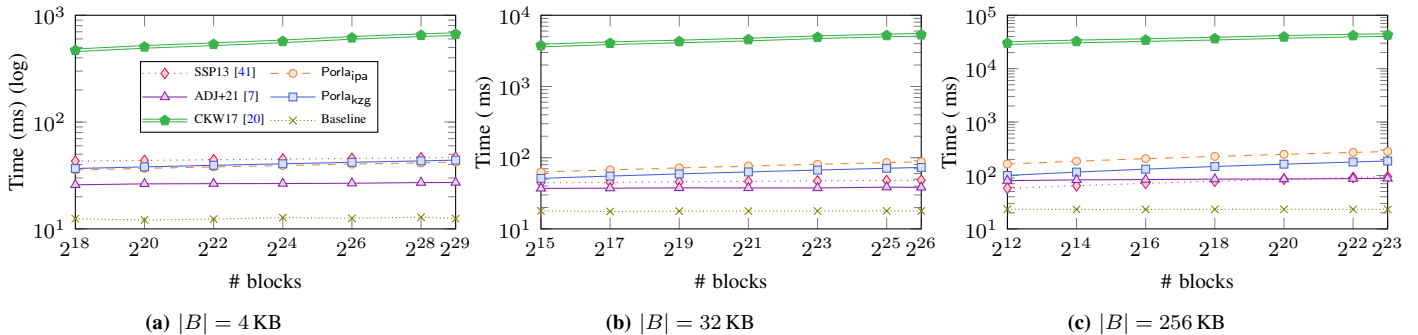 10^3
10^2
10^1
Time (ms) (log)
SSP13 [41]
ADJ+21 [7]
CKW17 [20]
Porla_ipa
Porla_kzg
Baseline
2^18 2^20 2^22 2^24 2^26 2^28 2^29
# blocks
(a) |B| = 4 KB
10^4
10^3
10^2
10^1
Time ( ms)
2^15 2^17 2^19 2^21 2^23 2^25 2^26
# blocks
(b) |B| = 32 KB
10^5
10^4
10^3
10^2
10^1
Time ( ms)
2^12 2^14 2^16 2^18 2^20 2^22 2^23
# blocks
(c) |B| = 256 KB